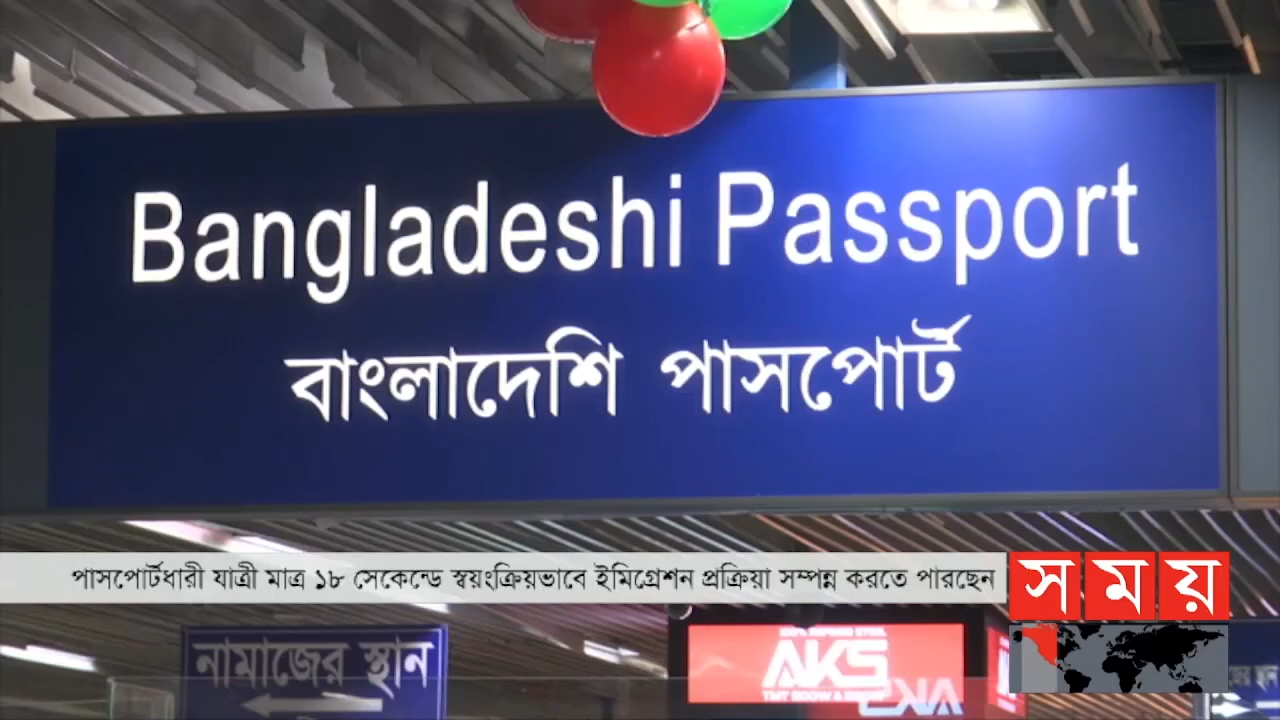 Bangladeshi Passport
বাংলাদেশি পাসপোর্ট
পাসপোর্টধারী যাত্রী মাত্র ১৮ সেকেন্ডে স্বয়ংক্রিয়ভাবে ইমিগ্রেশন প্রক্রিয়া সম্পন্ন করতে পারছেন
সময়
নামাজের স্থান
AKS